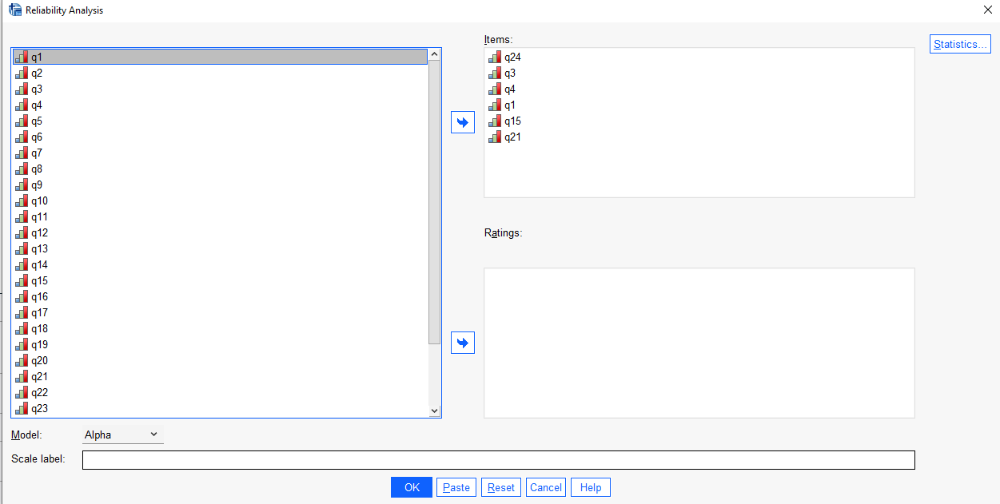 Reliability Analysis
q1
q2
q3
q4
q5
q6
q7
q8
q9
q10
q11
q12
q13
q14
q15
q16
q17
q18
q19
q20
q21
q22
q23
Items:
q24
q3
q4
q1
q15
q21
Statistics...
Ratings:
Model: Alpha
Scale label:
OK Paste Reset Cancel Help